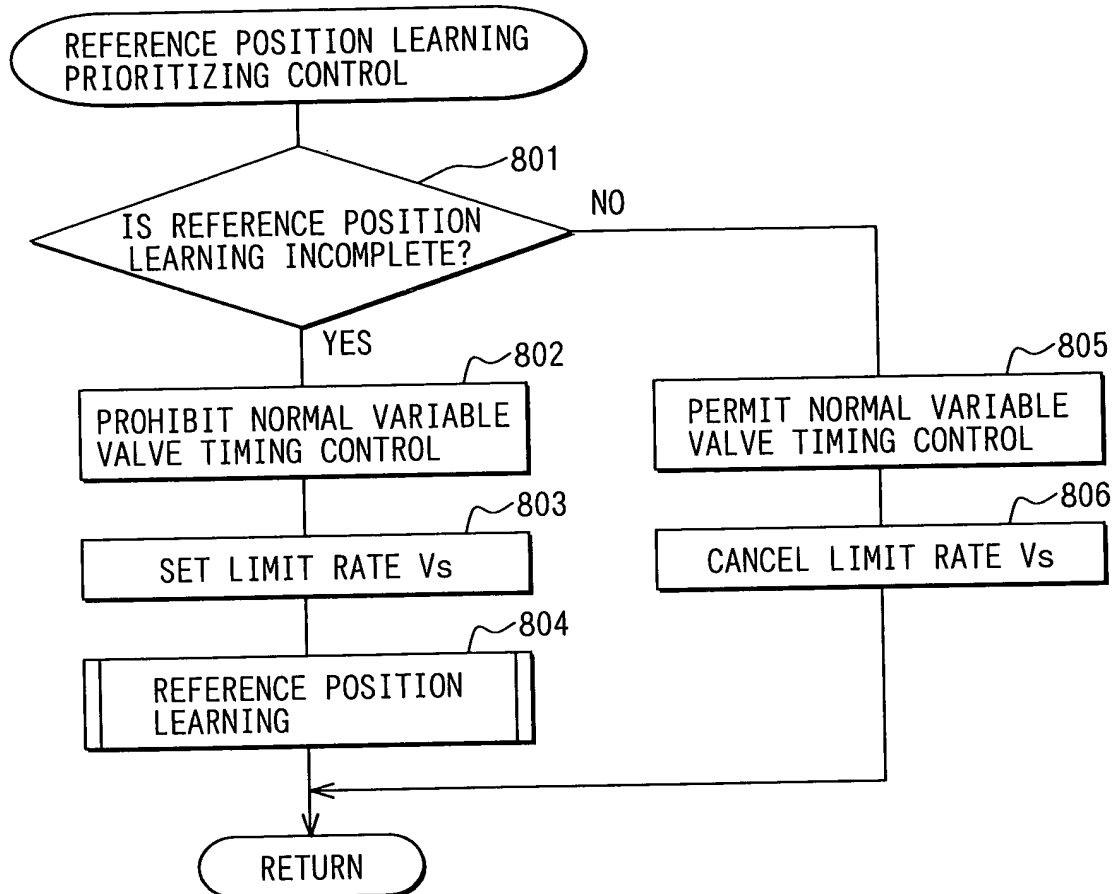 REFERENCE POSITION LEARNING
PRIORITIZING CONTROL
801
IS REFERENCE POSITION
LEARNING INCOMPLETE?
NO
YES
802
PROHIBIT NORMAL VARIABLE
VALVE TIMING CONTROL
803
SET LIMIT RATE Vs
804
REFERENCE POSITION
LEARNING
805
PERMIT NORMAL VARIABLE
VALVE TIMING CONTROL
806
CANCEL LIMIT RATE Vs
RETURN